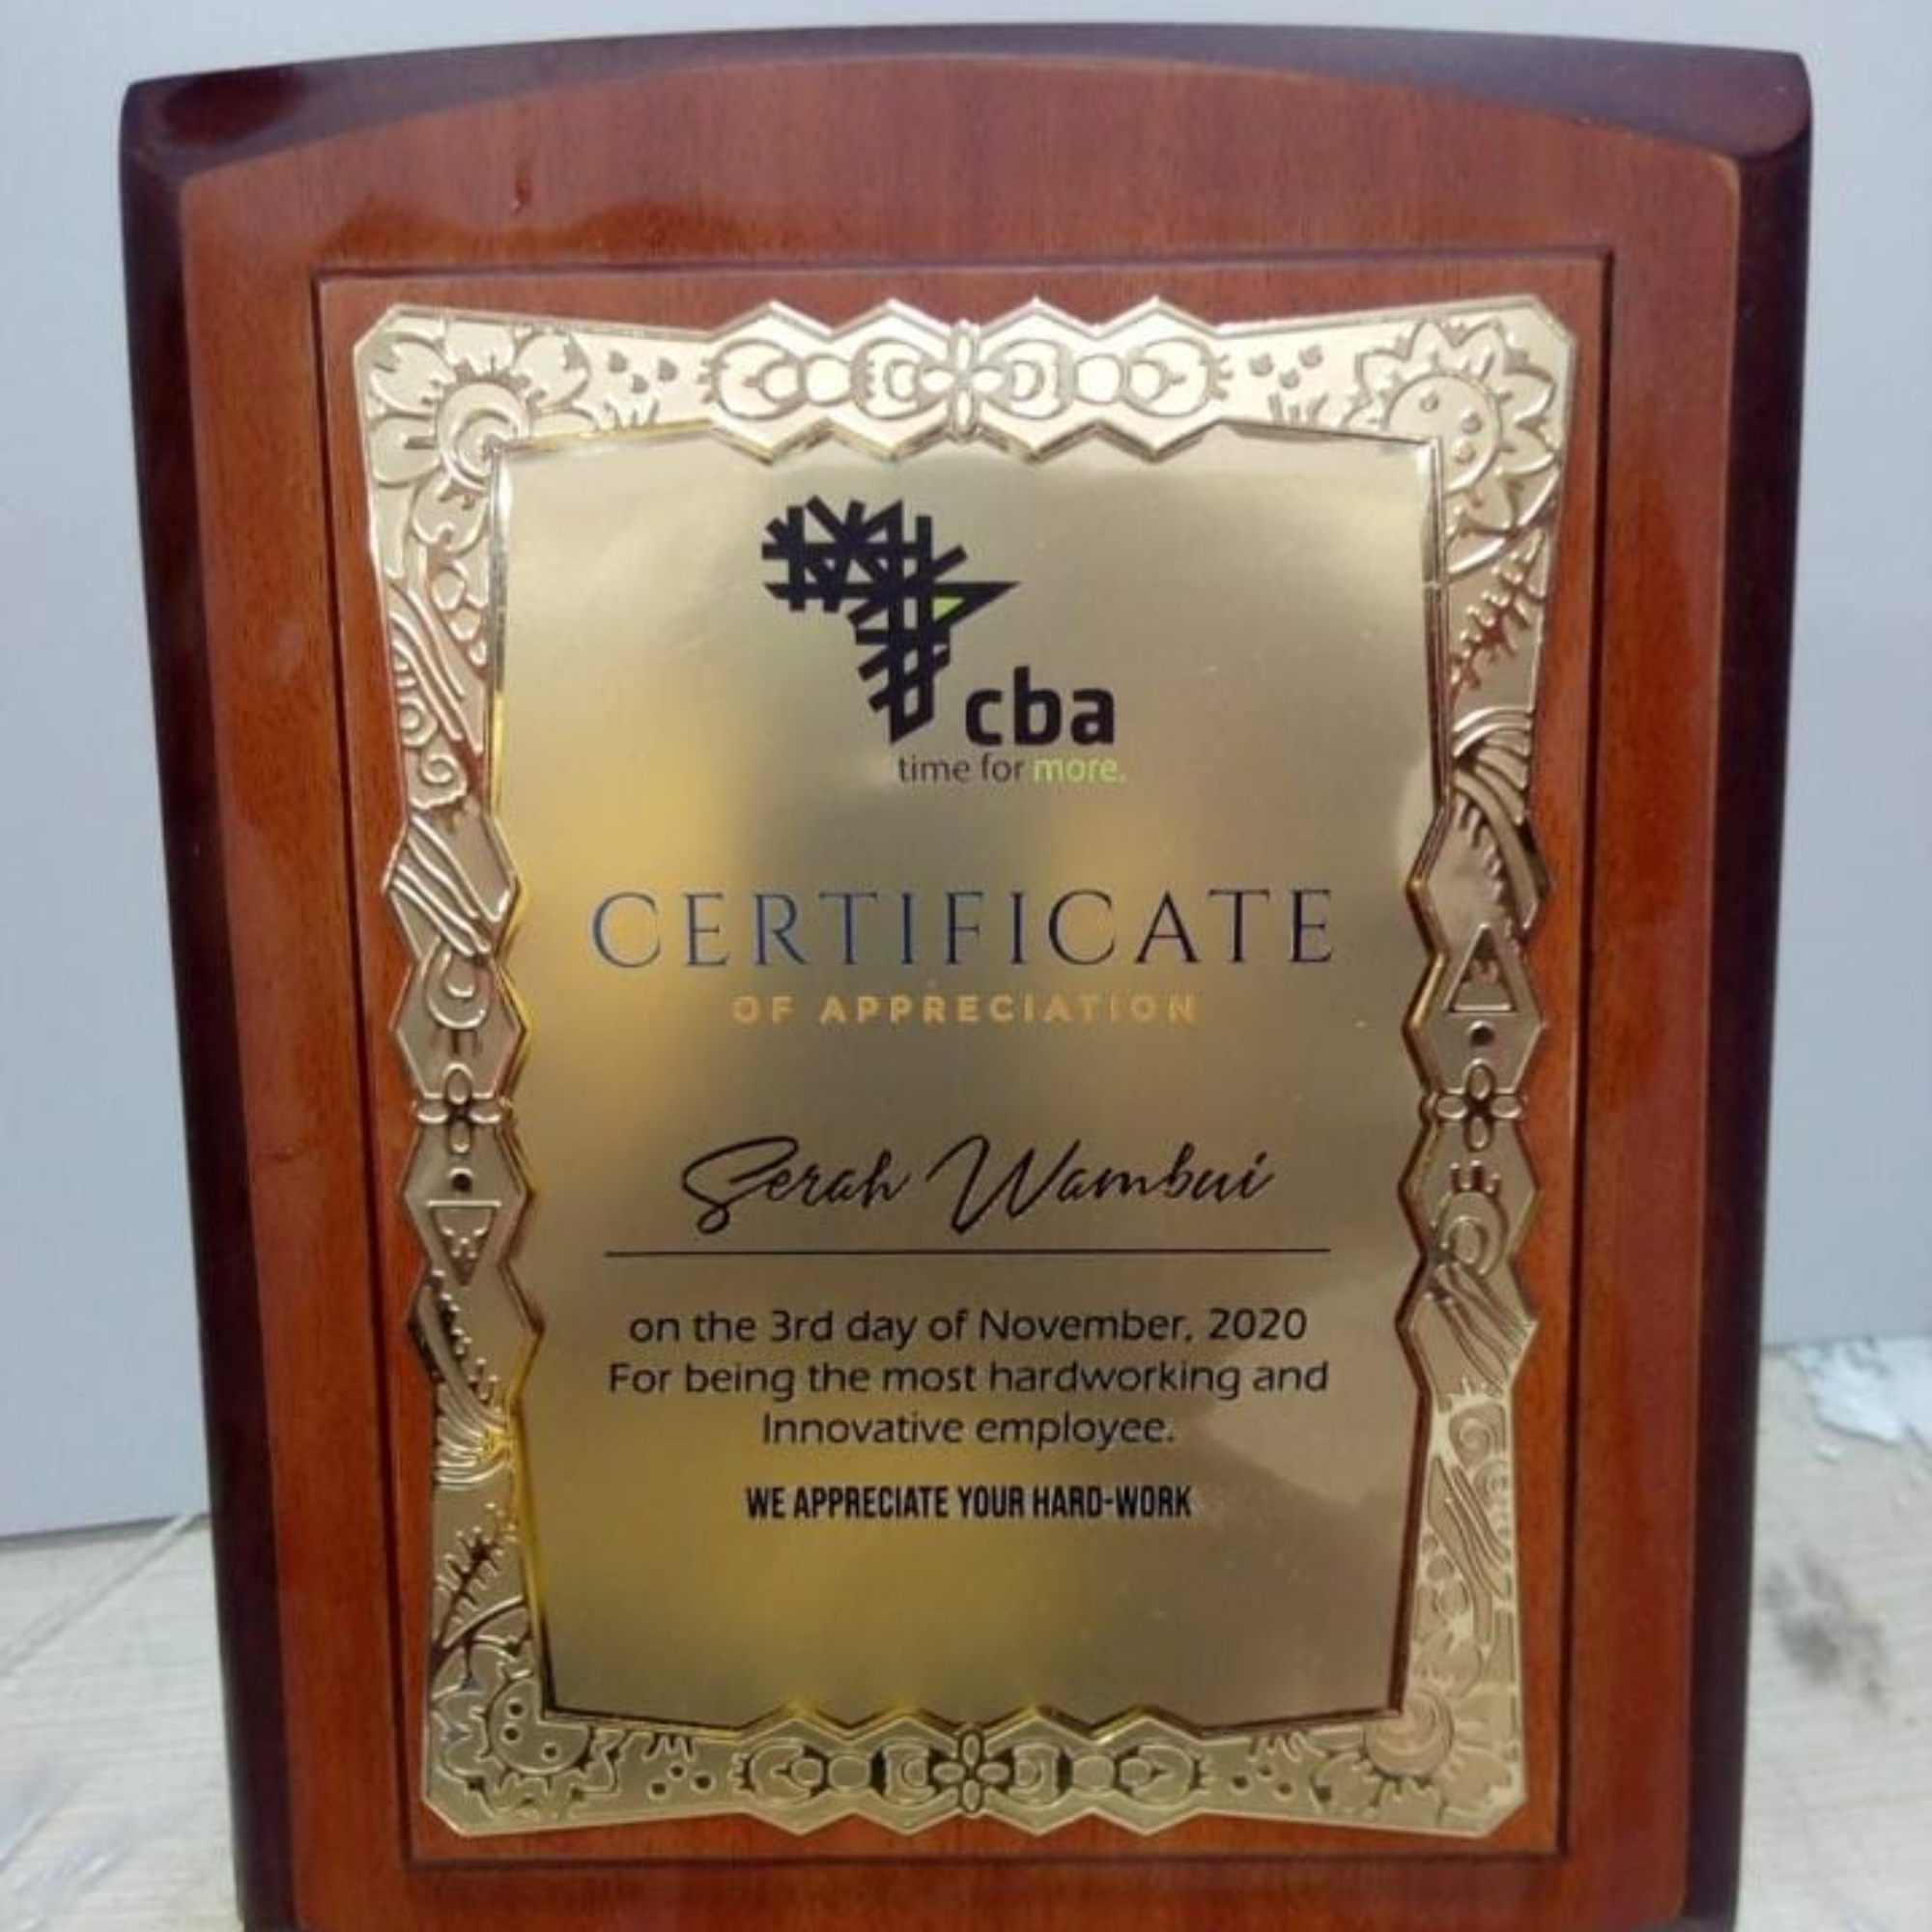 cba
time for more.
CERTIFICATE
OF APPRECIATION
Serah Wambui
on the 3rd day of November, 2020
For being the most hardworking and
Innovative employee.
WE APPRECIATE YOUR HARD-WORK